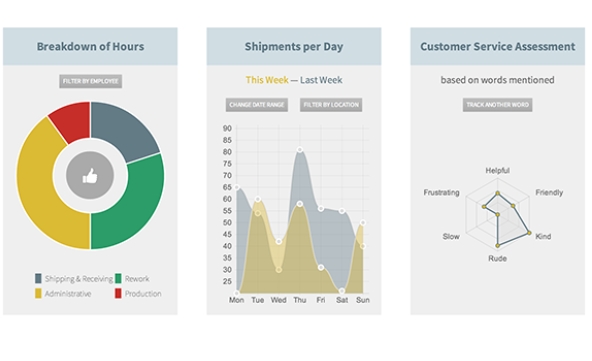 Breakdown of Hours
FILTER BY EMPLOYEE
Shipping & Receiving
Rework
Administrative
Production
Shipments per Day
This Week — Last Week
CHANGE DATE RANGE
FILTER BY LOCATION
90
85
80
75
70
65
60
55
50
45
40
35
30
25
Mon Tue Wed Thu Fri Sat Sun
Customer Service Assessment
based on words mentioned
TRACK ANOTHER WORD
Helpful
Frustrating
Friendly
Slow
Kind
Rude